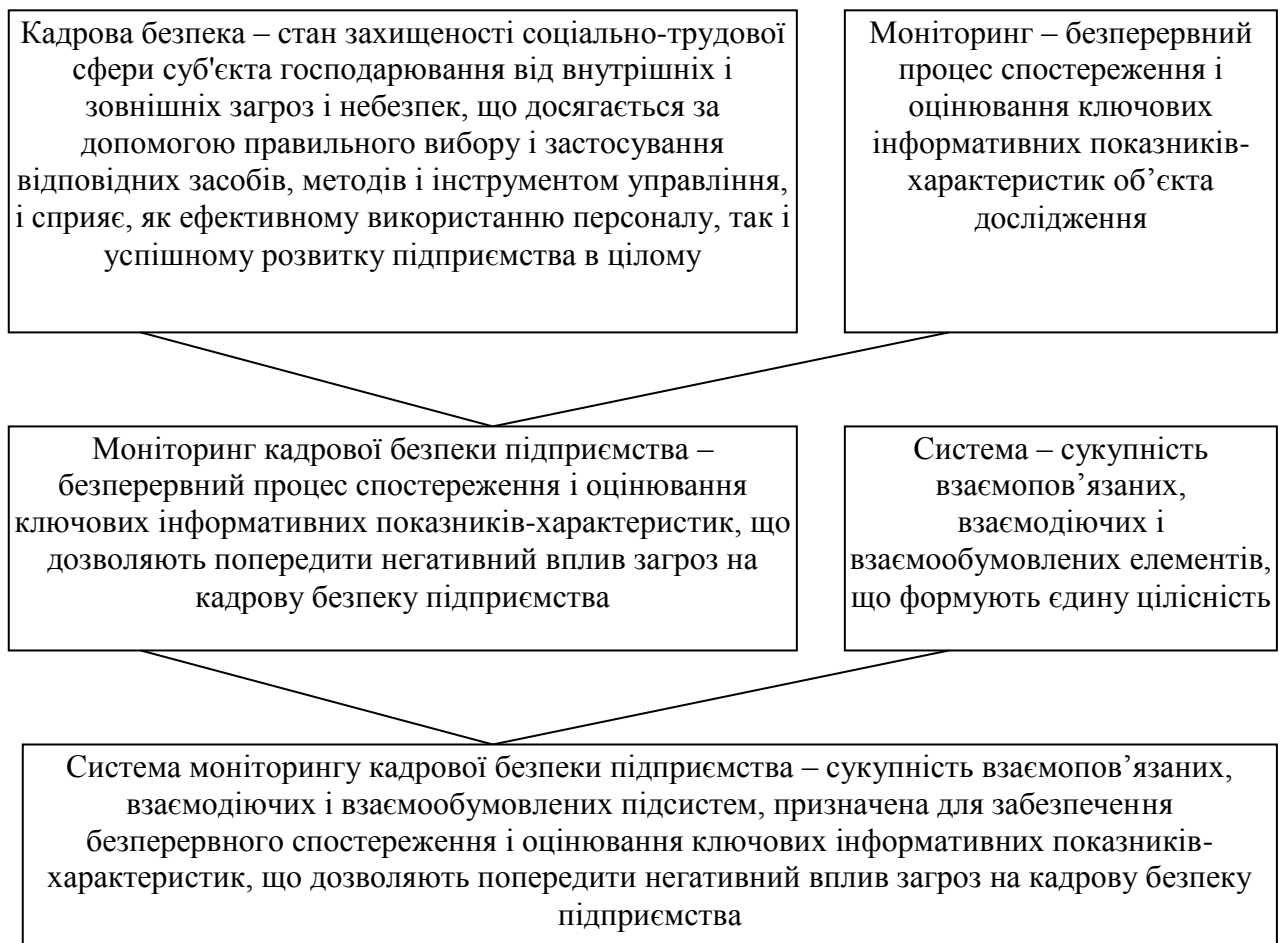 Кадрова безпека – стан захищеності соціально-трудової
сфери суб'єкта господарювання від внутрішніх і
зовнішніх загроз і небезпек, що досягається за
допомогою правильного вибору і застосування
відповідних засобів, методів і інструментом управління,
і сприяє, як ефективному використанню персоналу, так і
успішному розвитку підприємства в цілому
Моніторинг – безперервний
процес спостереження і
оцінювання ключових
інформативних показників-
характеристик об’єкта
дослідження
Моніторинг кадрової безпеки підприємства –
безперервний процес спостереження і оцінювання
ключових інформативних показників-характеристик, що
дозволяють попередити негативний вплив загроз на
кадрову безпеку підприємства
Система – сукупність
взаємопов’язаних,
взаємодіючих і
взаємообумовлених елементів,
що формують єдину цілісність
Система моніторингу кадрової безпеки підприємства – сукупність взаємопов’язаних,
взаємодіючих і взаємообумовлених підсистем, призначена для забезпечення
безперервного спостереження і оцінювання ключових інформативних показників-
характеристик, що дозволяють попередити негативний вплив загроз на кадрову безпеку
підприємства